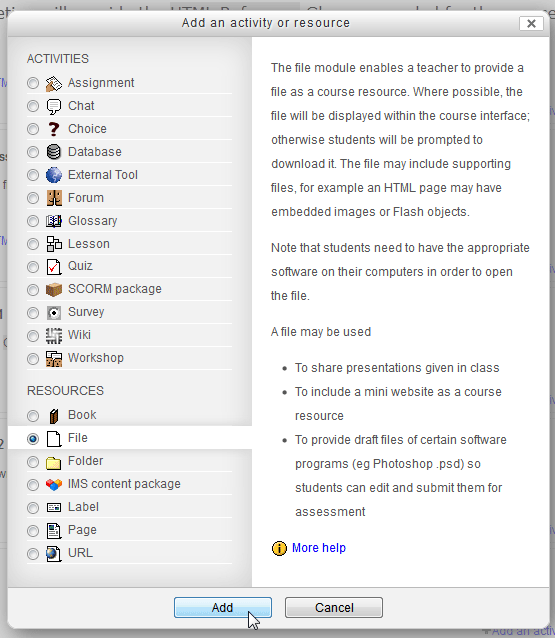 Add an activity or resource
ACTIVITIES
Assignment
Chat
Choice
Database
External Tool
Forum
Glossary
Lesson
Quiz
SCORM package
Survey
Wiki
Workshop
RESOURCES
Book
File
Folder
IMS content package
Label
Page
URL
The file module enables a teacher to provide a
file as a course resource. Where possible, the
file will be displayed within the course interface;
otherwise students will be prompted to
download it. The file may include supporting
files, for example an HTML page may have
embedded images or Flash objects.
Note that students need to have the appropriate
software on their computers in order to open
the file.
A file may be used
• To share presentations given in class
• To include a mini website as a course
resource
• To provide draft files of certain software
programs (eg Photoshop .psd) so
students can edit and submit them for
assessment
More help
Add
Cancel
Add an activ